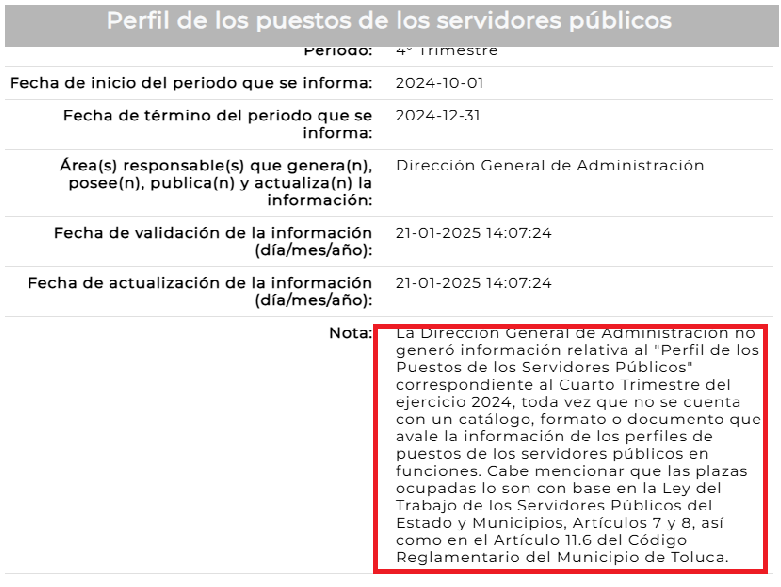 Perfil de los puestos de los servidores públicos
Periodo: 4º Trimestre
Fecha de inicio del periodo que se informa: 2024-10-01
Fecha de término del periodo que se 2024-12-31
informa:
Área(s) responsable(s) que genera(n), Dirección General de Administración
posee(n), publica(n) y actualiza(n) la
información:
Fecha de validación de la información 21-01-2025 14:07:24
(día/mes/año):
Fecha de actualización de la información 21-01-2025 14:07:24
(día/mes/año):
Nota: La Dirección General de Administración no
generó información relativa al "Perfil de los
Puestos de los Servidores Públicos"
correspondiente al Cuarto Trimestre del
ejercicio 2024, toda vez que no se cuenta
con un catálogo, formato o documento que
avale la información de los perfiles de
puestos de los servidores públicos en
funciones. Cabe mencionar que las plazas
ocupadas lo son con base en la Ley del
Trabajo de los Servidores Públicos del
Estado y Municipios, Artículos 7 y 8, así
como en el Artículo 11.6 del Código
Reglamentario del Municipio de Toluca.